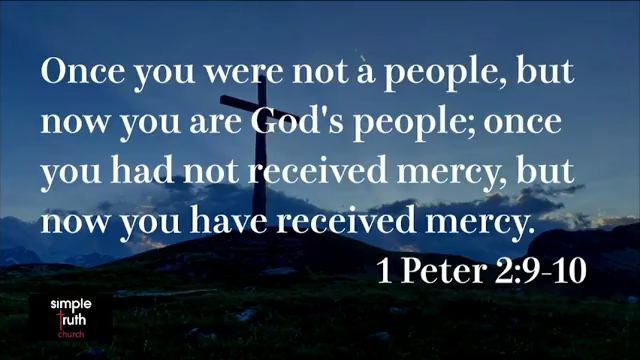 Once you were not a people, but
now you are God's people; once
you had not received mercy, but
now you have received mercy.
1 Peter 2:9-10
simple
truth
church